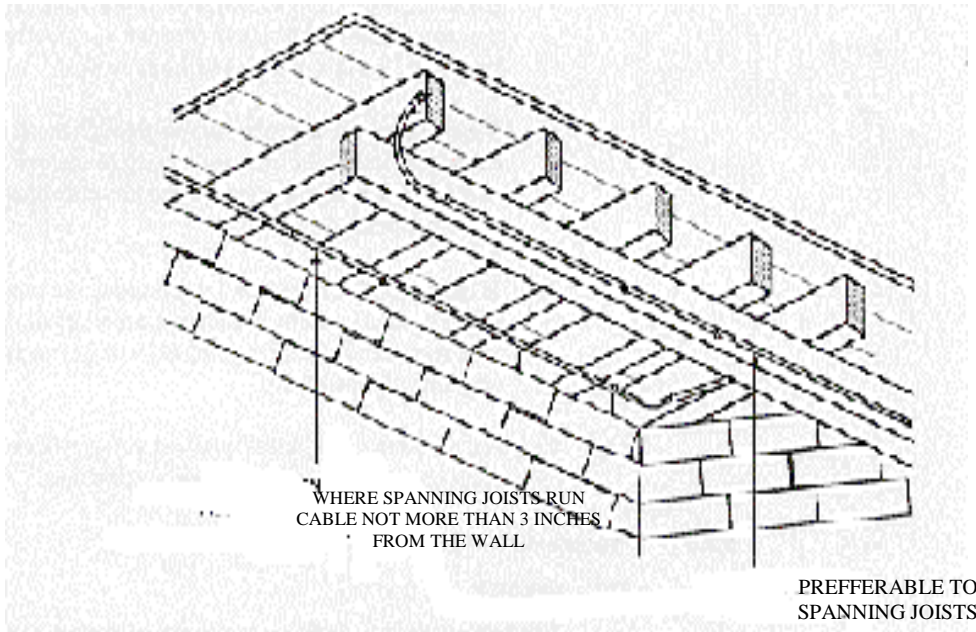 WHERE SPANNING JOISTS RUN
CABLE NOT MORE THAN 3 INCHES
FROM THE WALL
PREFFERABLE TO
SPANNING JOISTS